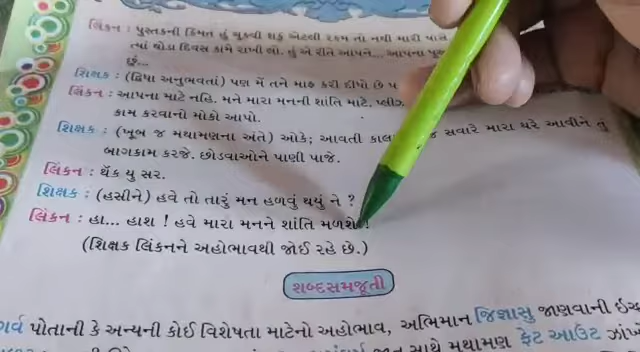 લિંકન : પુસ્તકની કિંમત હું ચૂકવી શકું એટલી રકમ તો નથી મારી પાસે
ત્યાં થોડા દિવસ કામે રાખી લો. હું એ રીતે આપને... આપના
છું...
શિક્ષક : (દ્વિધા અનુભવતાં) પણ મેં તને માફ કરી દીધો છે
લિંકન : આપના માટે નહિ. મને મારા મનની શાંતિ માટે. પ્લીઝ,
કામ કરવાનો મોકો આપો.
શિક્ષક : (ખૂબ જ મથામણના અંતે) ઓકે; આવતી સવારે મારા ઘરે આવીને તું
બાગકામ કરજે. છોડવાઓને પાણી પાજે.
લિંકન : થૅંક યુ સર.
શિક્ષક : (હસીને) હવે તો તારું મન હળવું થયું ને ?
લિંકન : હા... હાશ ! હવે મારા મનને શાંતિ મળશે !
(શિક્ષક લિંકનને અહોભાવથી જોઈ રહે છે.)
શબ્દસમજૂતી
ગર્વ પોતાની કે અન્યની કોઈ વિશેષતા માટેનો અહોભાવ, અભિમાન જિજ્ઞાસુ જાણવાની
સાથે મથામણ ફેટ આઉટ